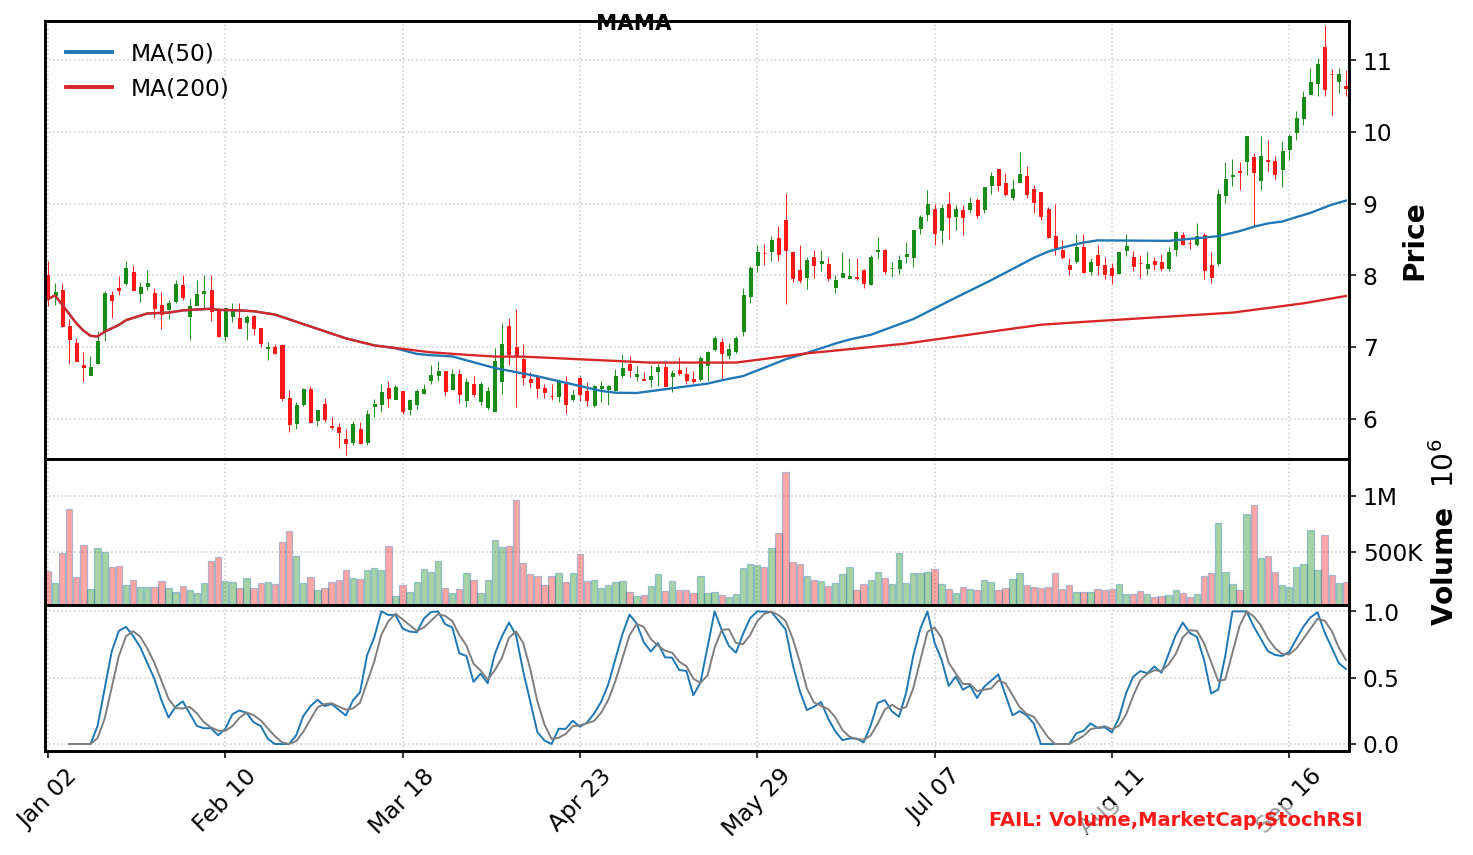 MAMA
MA(50)
MA(200)
11
10
9
8
7
6
Price
1M
500K
Volume 10^6
1.0
0.5
0.0
Jan 02
Feb 10
Mar 18
Apr 23
May 29
Jul 07
Aug 11
Sep 16
FAIL: Volume,MarketCap,StochRSI